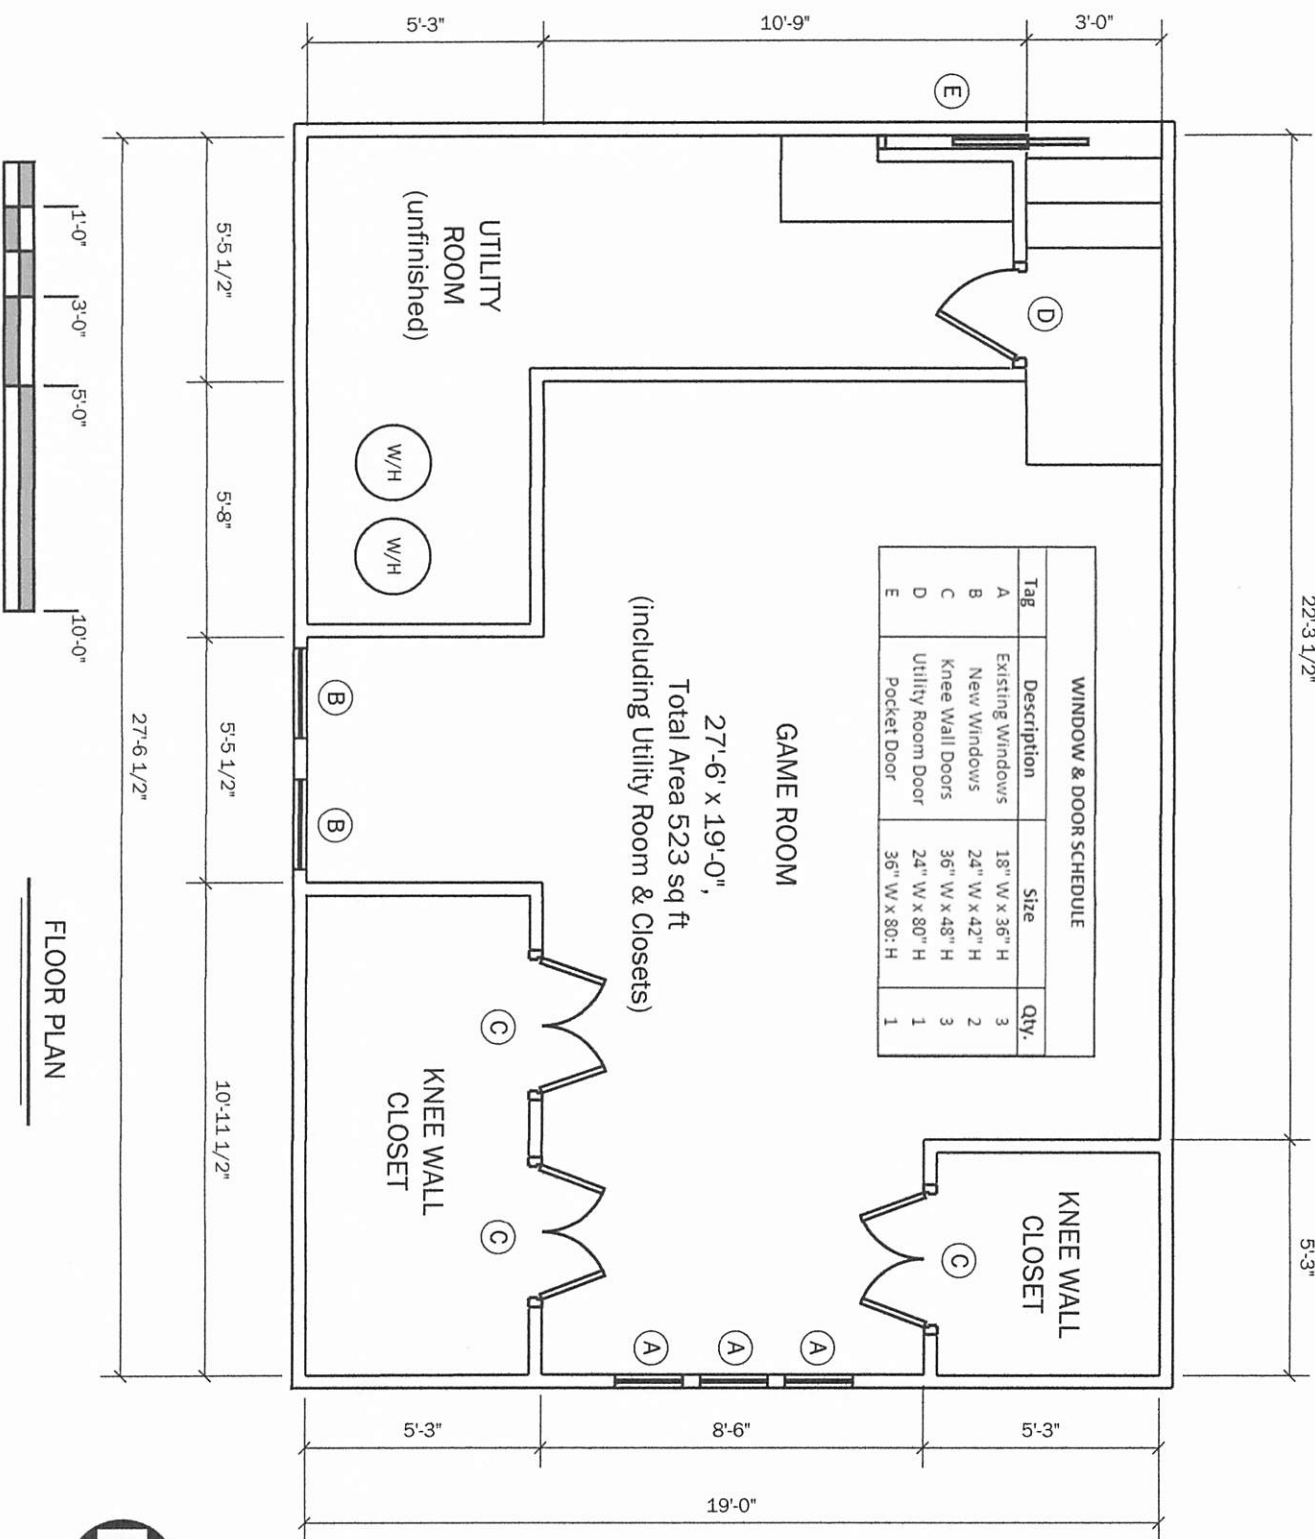 5'-3"
10'-9"
3'-0"
E
22'-3 1/2"
5'-3"
D
UTILITY
ROOM
(unfinished)
W/H
W/H
WINDOW & DOOR SCHEDULE
Tag Description Size Qty.
A Existing Windows 18" W x 36" H 3
B New Windows 24" W x 42" H 2
C Knee Wall Doors 36" W x 48" H 3
D Utility Room Door 24" W x 80" H 1
E Pocket Door 36" W x 80: H 1
GAME ROOM
27'-6' x 19'-0",
Total Area 523 sq ft
(including Utility Room & Closets)
B
B
C
C
KNEE WALL
CLOSET
C
KNEE WALL
CLOSET
A
A
A
5'-5 1/2"
5'-8"
5'-5 1/2"
10'-11 1/2"
27'-6 1/2"
5'-3"
8'-6"
5'-3"
19'-0"
1'-0"
3'-0"
5'-0"
10'-0"
FLOOR PLAN